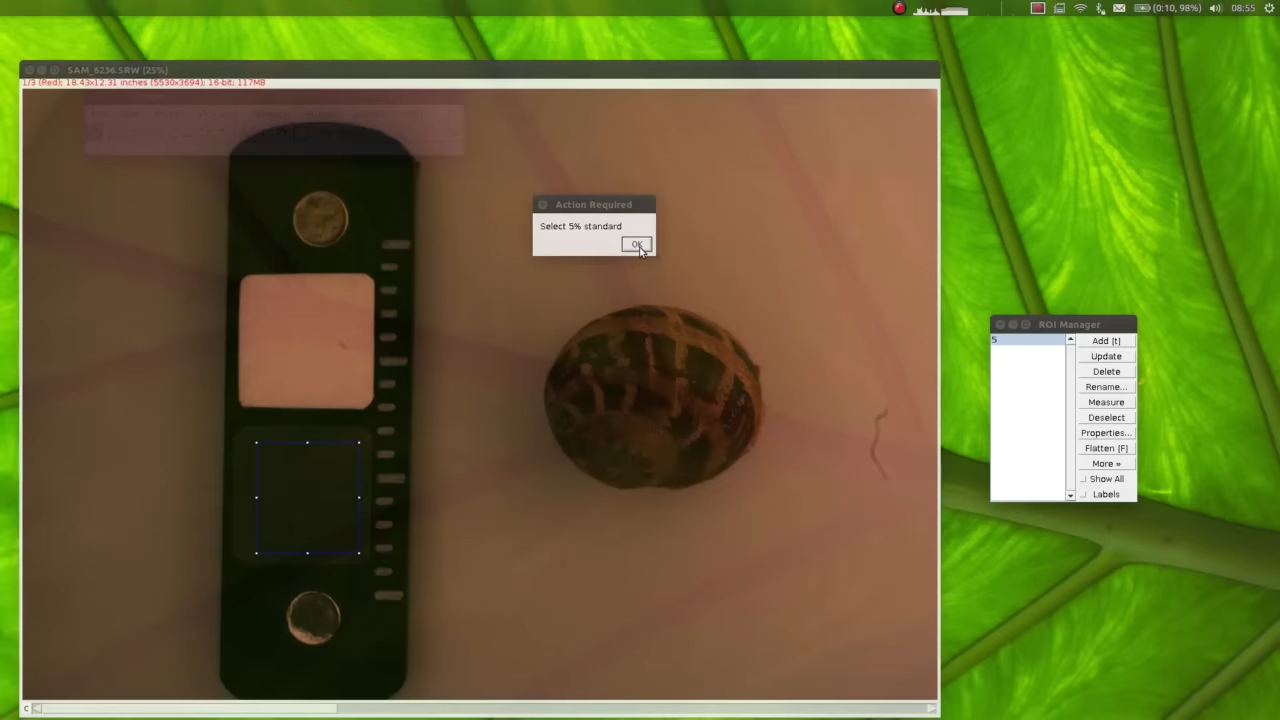 (0:10, 98%)
08:55
SAM_6236.SRW (25%)
1/3 (Red); 18.43x12.31 inches (5530x3694); 16-bit; 117MB
Action Required
Select 5% standard
OK
ROI Manager
5
Add [t]
Update
Delete
Rename...
Measure
Deselect
Properties...
Flatten [F]
More »
Show All
Labels
c